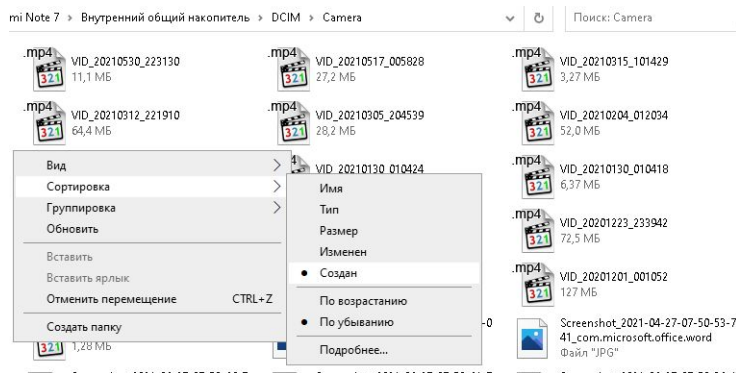 mi Note 7 > Внутренний общий накопитель > DCIM > Camera
Поиск: Camera
.mp4 VID_20210530_223130
11,1 МБ
.mp4 VID_20210517_005828
27,2 МБ
.mp4 VID_20210315_101429
3,27 МБ
.mp4 VID_20210312_221910
64,4 МБ
.mp4 VID_20210305_204539
28,2 МБ
.mp4 VID_20210204_012034
52,0 МБ
VID_20210130_010424
.mp4 VID_20210130_010418
6,37 МБ
.mp4 VID_20201223_233942
72,5 МБ
.mp4 VID_20201201_001052
127 МБ
Вид
Сортировка
Группировка
Обновить
Вставить
Вставить ярлык
Отменить перемещение CTRL+Z
Создать папку
Имя
Тип
Размер
Изменен
Создан
По возрастанию
По убыванию
Подробнее...
1,28 МБ
-0
Screenshot_2021-04-27-07-50-53-7
41_com.microsoft.office.word
Файл "JPG"